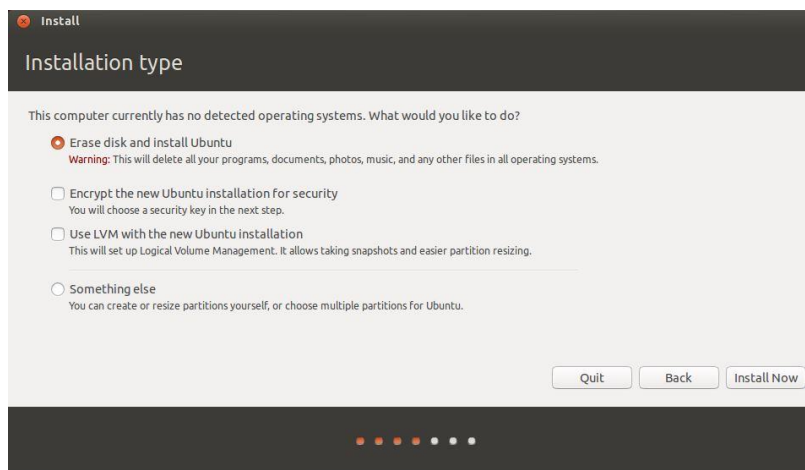 Install
Installation type
This computer currently has no detected operating systems. What would you like to do?
Erase disk and install Ubuntu
Warning: This will delete all your programs, documents, photos, music, and any other files in all operating systems.
Encrypt the new Ubuntu installation for security
You will choose a security key in the next step.
Use LVM with the new Ubuntu installation
This will set up Logical Volume Management. It allows taking snapshots and easier partition resizing.
Something else
You can create or resize partitions yourself, or choose multiple partitions for Ubuntu.
Quit Back Install Now